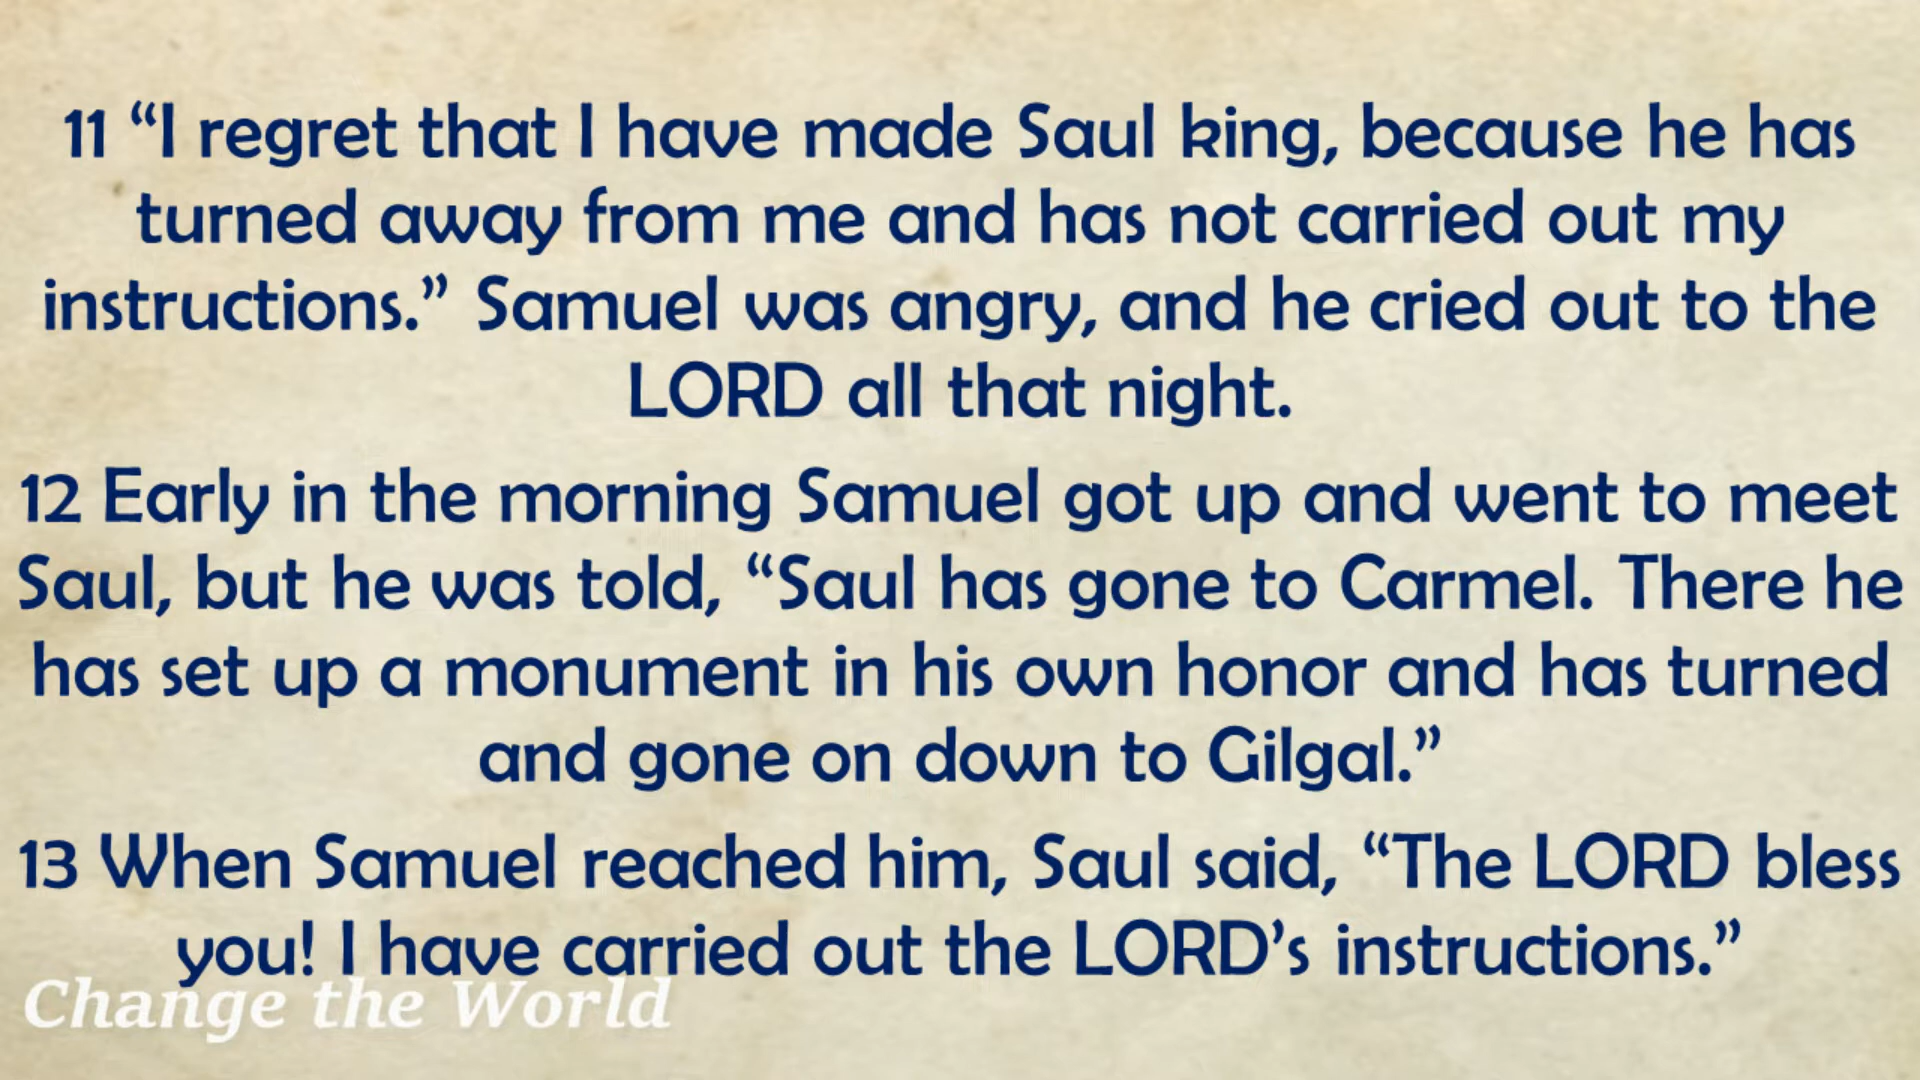 11 “I regret that I have made Saul king, because he has
turned away from me and has not carried out my
instructions.” Samuel was angry, and he cried out to the
LORD all that night.
12 Early in the morning Samuel got up and went to meet
Saul, but he was told, “Saul has gone to Carmel. There he
has set up a monument in his own honor and has turned
and gone on down to Gilgal.”
13 When Samuel reached him, Saul said, “The LORD bless
you! I have carried out the LORD’s instructions.”
Change the World